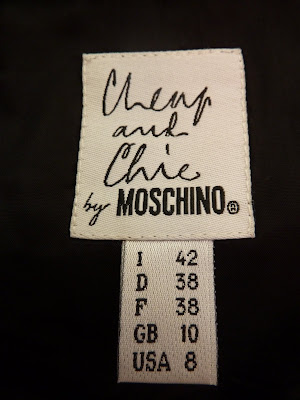 Cheap
and
Chic
by MOSCHINO®
I 42
D 38
F 38
GB 10
USA 8